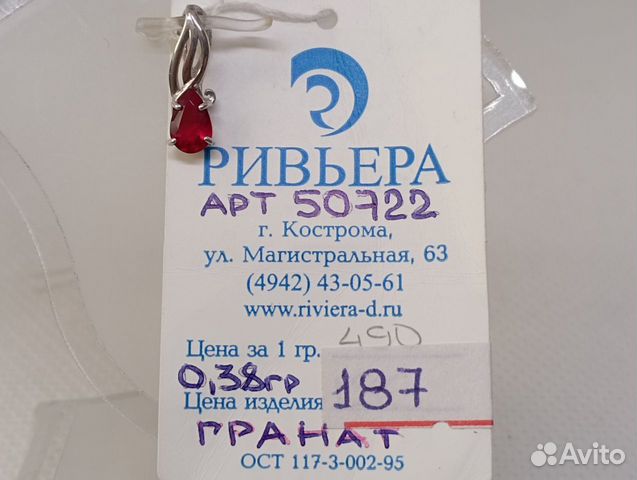 РИВЬЕРА
АРТ 50722
г. Кострома,
ул. Магистральная, 63
(4942) 43-05-61
www.riviera-d.ru
Цена за 1 гр. 490
0,38гр
Цена изделия 187
ГРАНАТ
ОСТ 117-3-002-95
Avito